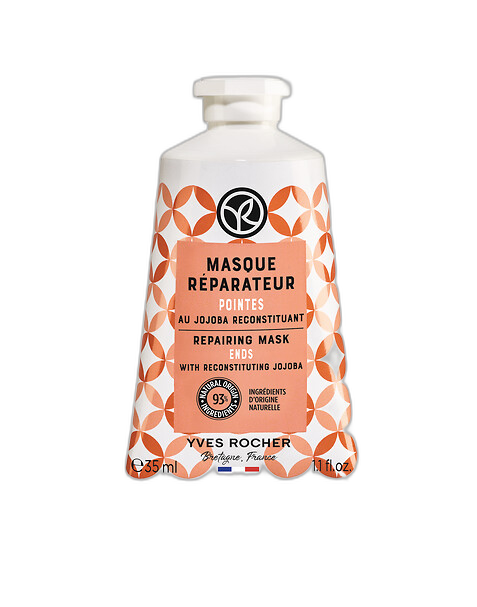 MASQUE
RÉPARATEUR
POINTES
AU JOJOBA RECONSTITUANT
REPAIRING MASK
ENDS
WITH RECONSTITUTING JOJOBA
NATURAL ORIGIN
93%
INGREDIENTS
INGRÉDIENTS
D'ORIGINE
NATURELLE
YVES ROCHER
Bretagne, France
℮35 ml
1.1 fl.oz.